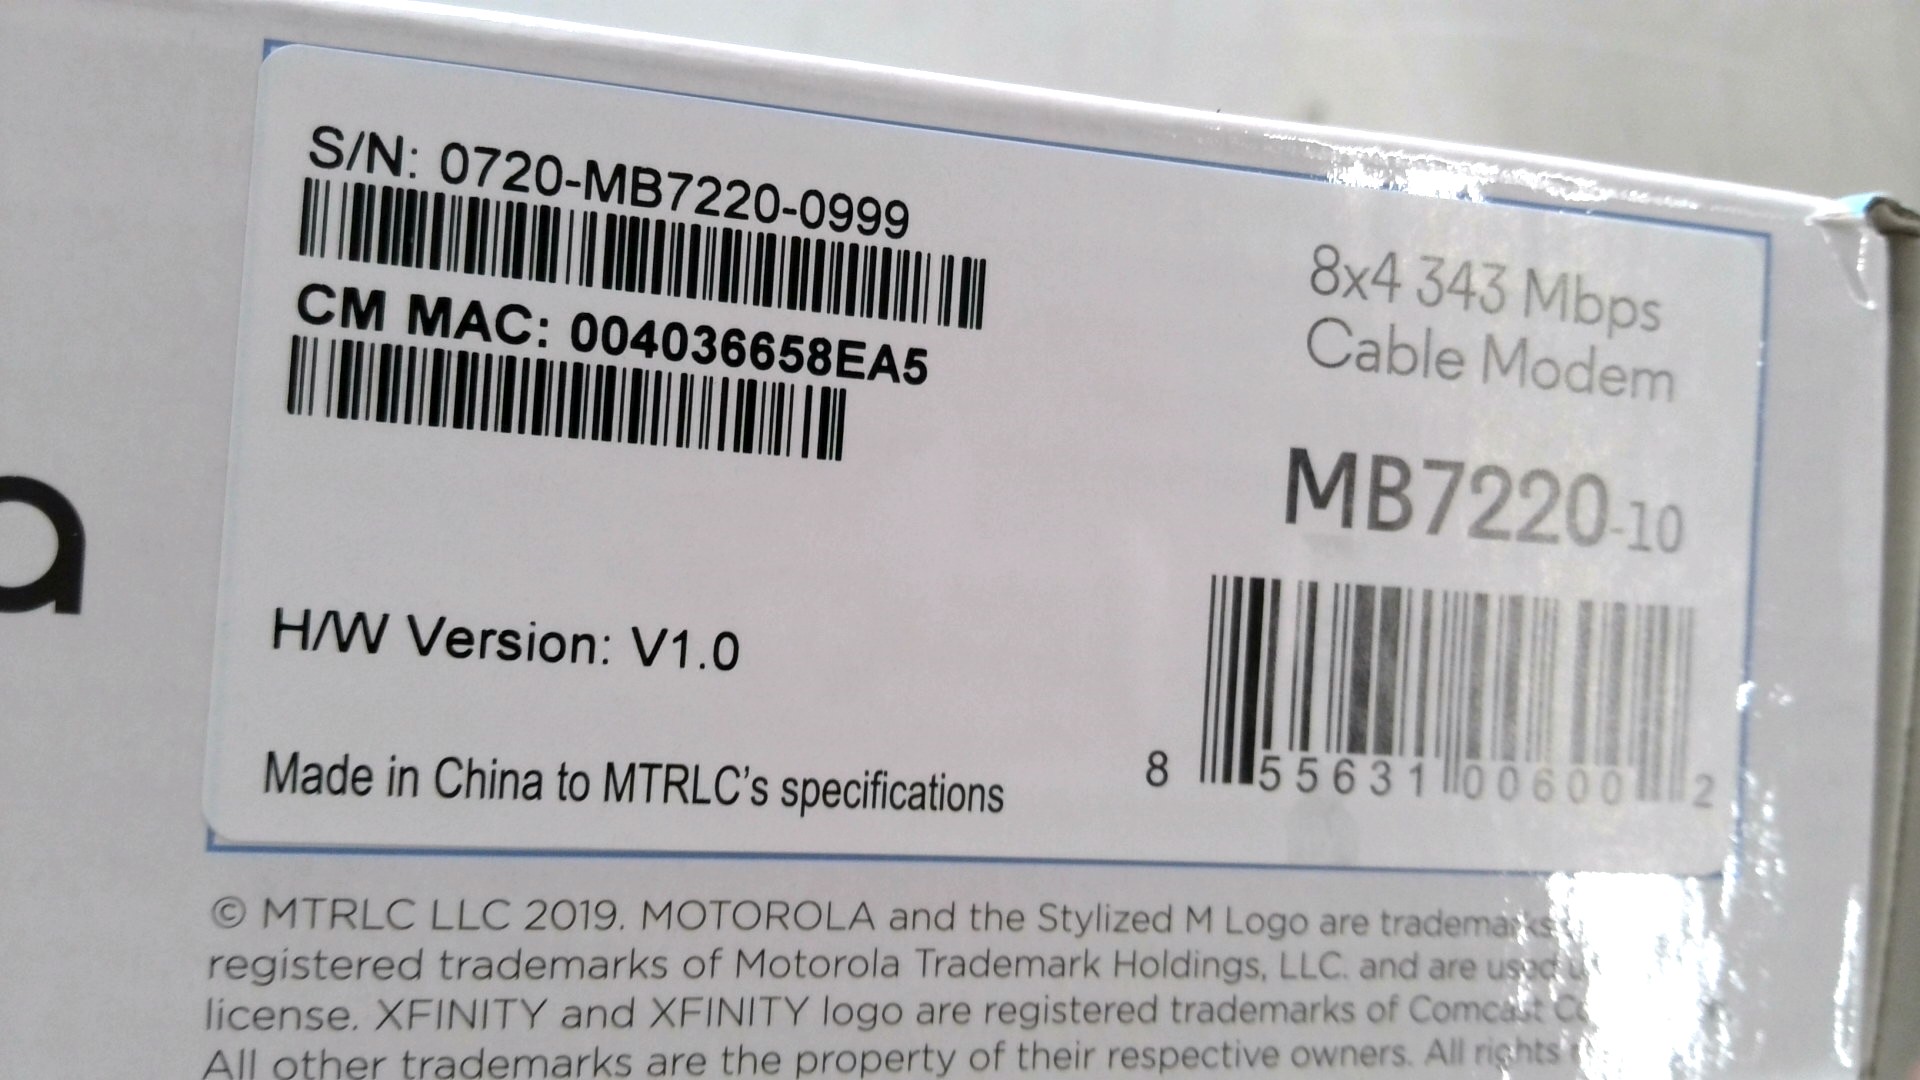 S/N: 0720-MB7220-0999
CM MAC: 004036658EA5
8x4 343 Mbps
Cable Modem
MB7220-10
H/W Version: V1.0
Made in China to MTRLC's specifications
8 55631 00600 2
a
© MTRLC LLC 2019. MOTOROLA and the Stylized M Logo are trademarks
registered trademarks of Motorola Trademark Holdings, LLC. and are used
license. XFINITY and XFINITY logo are registered trademarks of Comcast
All other trademarks are the property of their respective owners. All rights